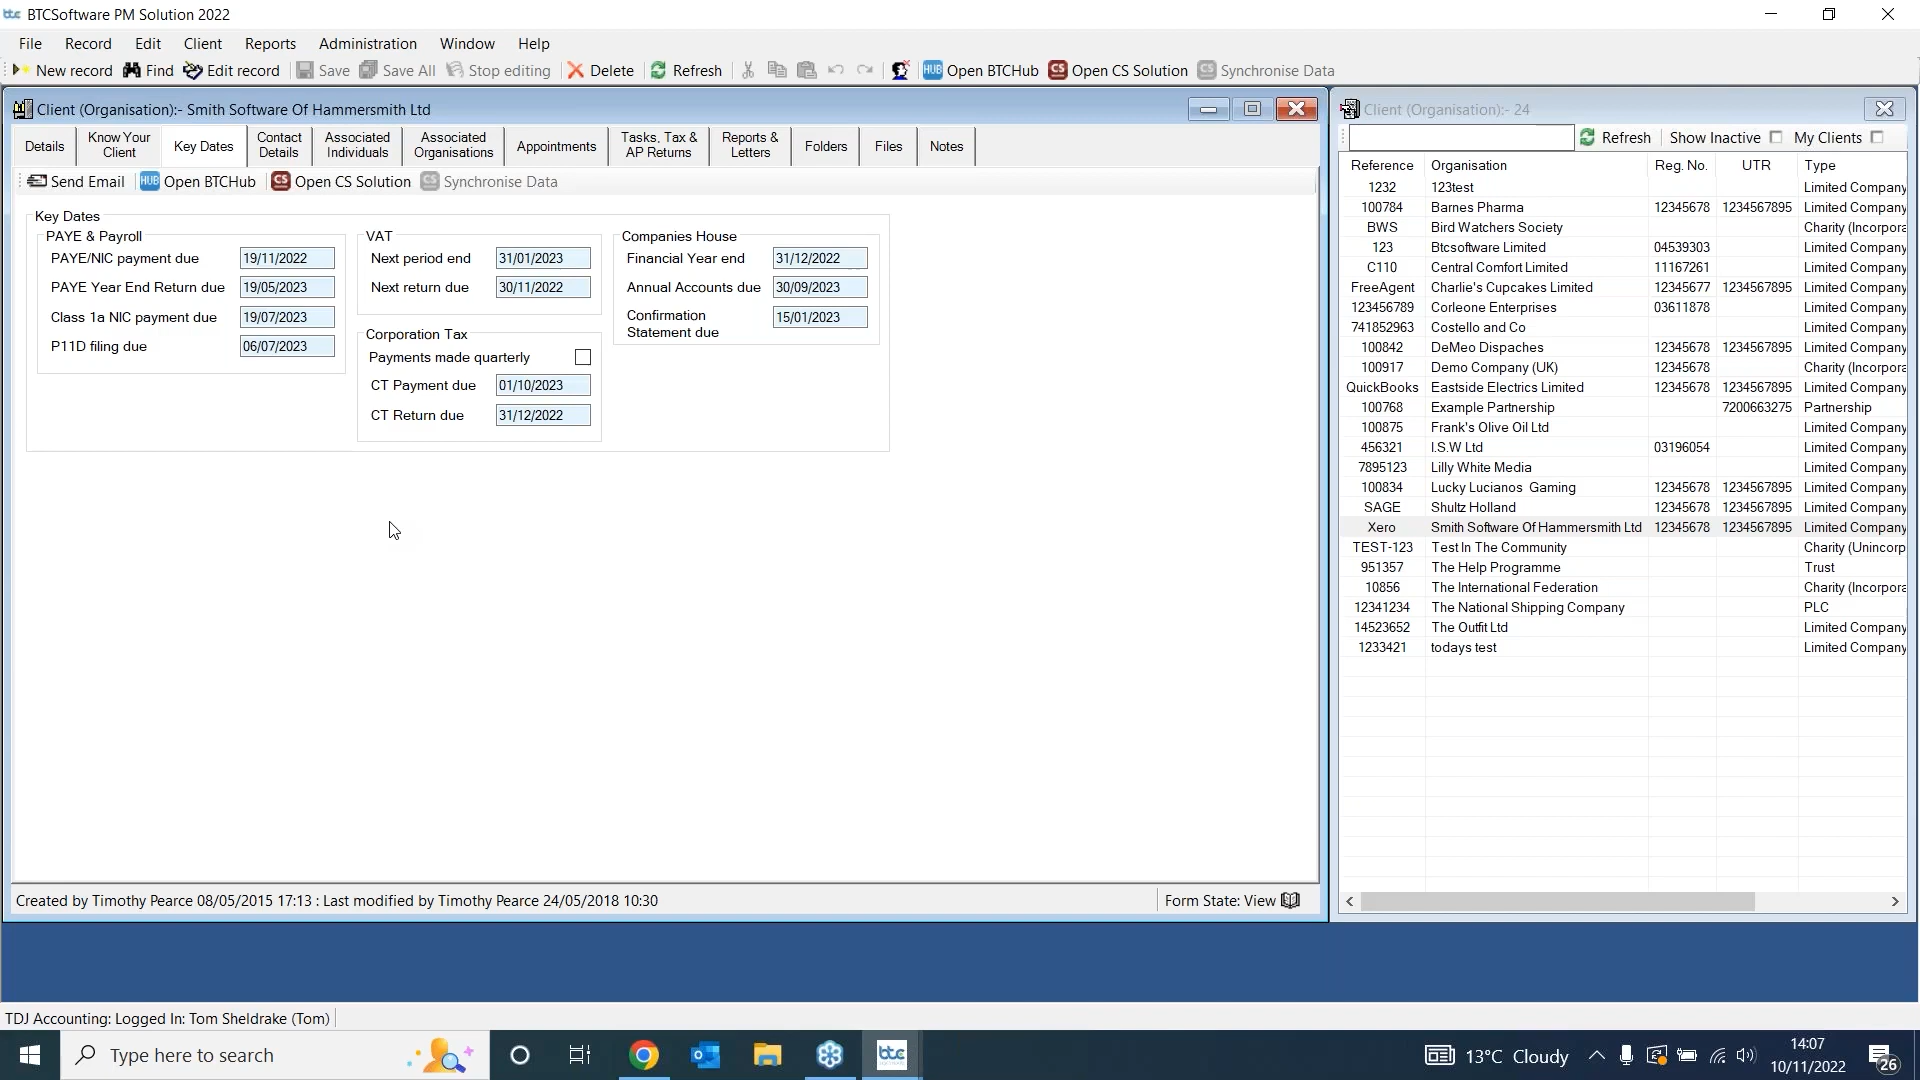 BTCSoftware PM Solution 2022
File Record Edit Client Reports Administration Window Help
New record Find Edit record Save Save All Stop editing Delete Refresh HUB Open BTCHub CS Open CS Solution CS Synchronise Data
Client (Organisation):- Smith Software Of Hammersmith Ltd
Details
Know Your
Client
Key Dates
Contact
Details
Associated
Individuals
Associated
Organisations
Appointments
Tasks, Tax &
AP Returns
Reports &
Letters
Folders
Files
Notes
Send Email HUB Open BTCHub CS Open CS Solution CS Synchronise Data
Key Dates
PAYE & Payroll
PAYE/NIC payment due 19/11/2022
PAYE Year End Return due 19/05/2023
Class 1a NIC payment due 19/07/2023
P11D filing due 06/07/2023
VAT
Next period end 31/01/2023
Next return due 30/11/2022
Corporation Tax
Payments made quarterly
CT Payment due 01/10/2023
CT Return due 31/12/2022
Companies House
Financial Year end 31/12/2022
Annual Accounts due 30/09/2023
Confirmation
Statement due
15/01/2023
Created by Timothy Pearce 08/05/2015 17:13 : Last modified by Timothy Pearce 24/05/2018 10:30
Form State: View
Client (Organisation):- 24
Refresh Show Inactive My Clients
Reference Organisation Reg. No. UTR Type
1232 123test Limited Company
100784 Barnes Pharma 12345678 1234567895 Limited Company
BWS Bird Watchers Society Charity (Incorpora
123 Btcsoftware Limited 04539303 Limited Company
C110 Central Comfort Limited 11167261 Limited Company
FreeAgent Charlie's Cupcakes Limited 12345677 1234567895 Limited Company
123456789 Corleone Enterprises 03611878 Limited Company
741852963 Costello and Co Limited Company
100842 DeMeo Dispaches 12345678 1234567895 Limited Company
100917 Demo Company (UK) 12345678 Charity (Incorpora
QuickBooks Eastside Electrics Limited 12345678 1234567895 Limited Company
100768 Example Partnership 7200663275 Partnership
100875 Frank's Olive Oil Ltd Limited Company
456321 I.S.W Ltd 03196054 Limited Company
7895123 Lilly White Media Limited Company
100834 Lucky Lucianos Gaming 12345678 1234567895 Limited Company
SAGE Shultz Holland 12345678 1234567895 Limited Company
Xero Smith Software Of Hammersmith Ltd 12345678 1234567895 Limited Company
TEST-123 Test In The Community Charity (Unincorp
951357 The Help Programme Trust
10856 The International Federation Charity (Incorpora
12341234 The National Shipping Company PLC
14523652 The Outfit Ltd Limited Company
1233421 todays test Limited Company
TDJ Accounting: Logged In: Tom Sheldrake (Tom)
Type here to search
btc
13°C Cloudy
14:07
10/11/2022
26